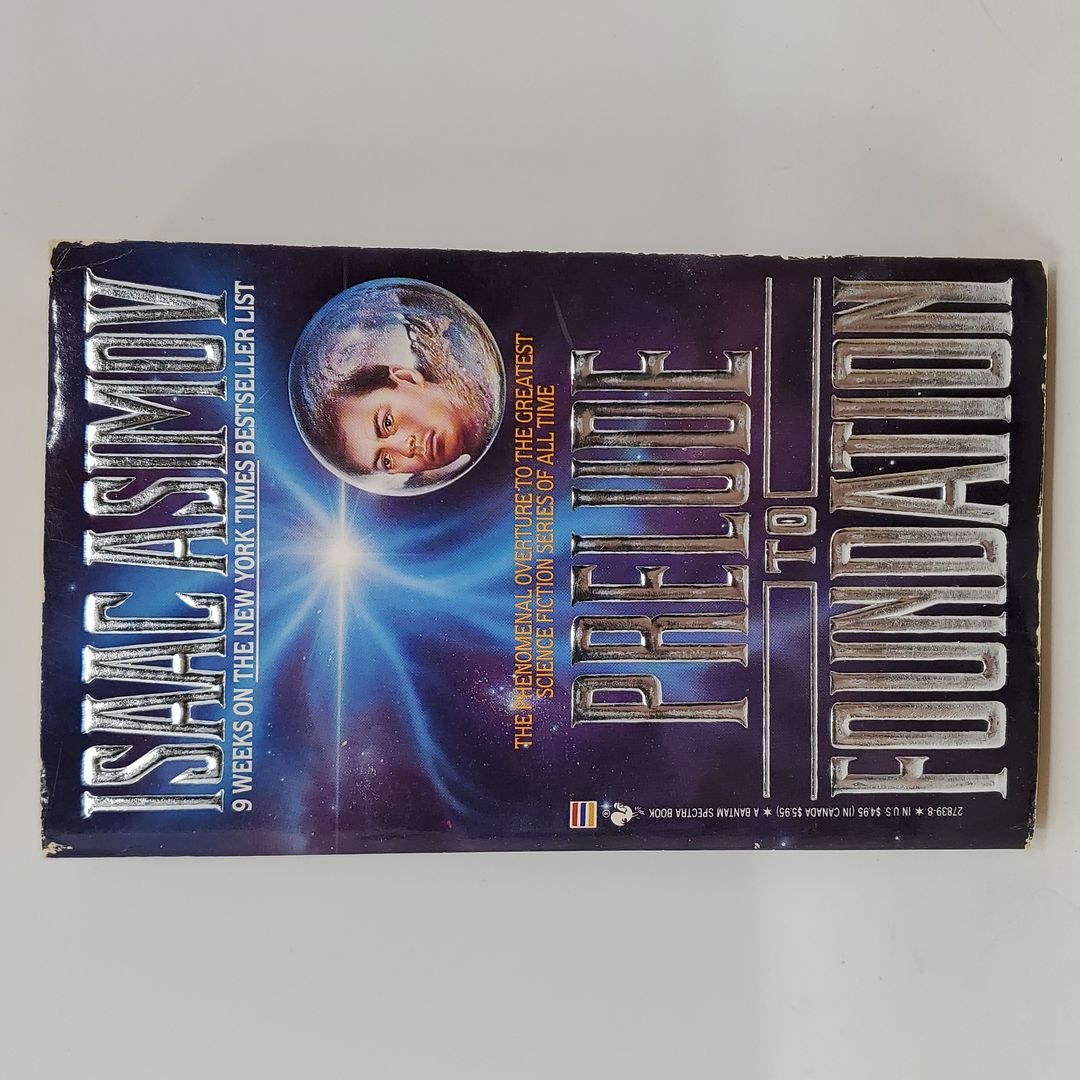 ISAAC ASIMOV
9 WEEKS ON THE NEW YORK TIMES BESTSELLER LIST
THE PHENOMENAL OVERTURE TO THE GREATEST
SCIENCE FICTION SERIES OF ALL TIME
PRELUDE
TO
FOUNDATION
27839-8 ★ IN U.S. $4.95 (IN CANADA $5.95) ★ A BANTAM SPECTRA BOOK